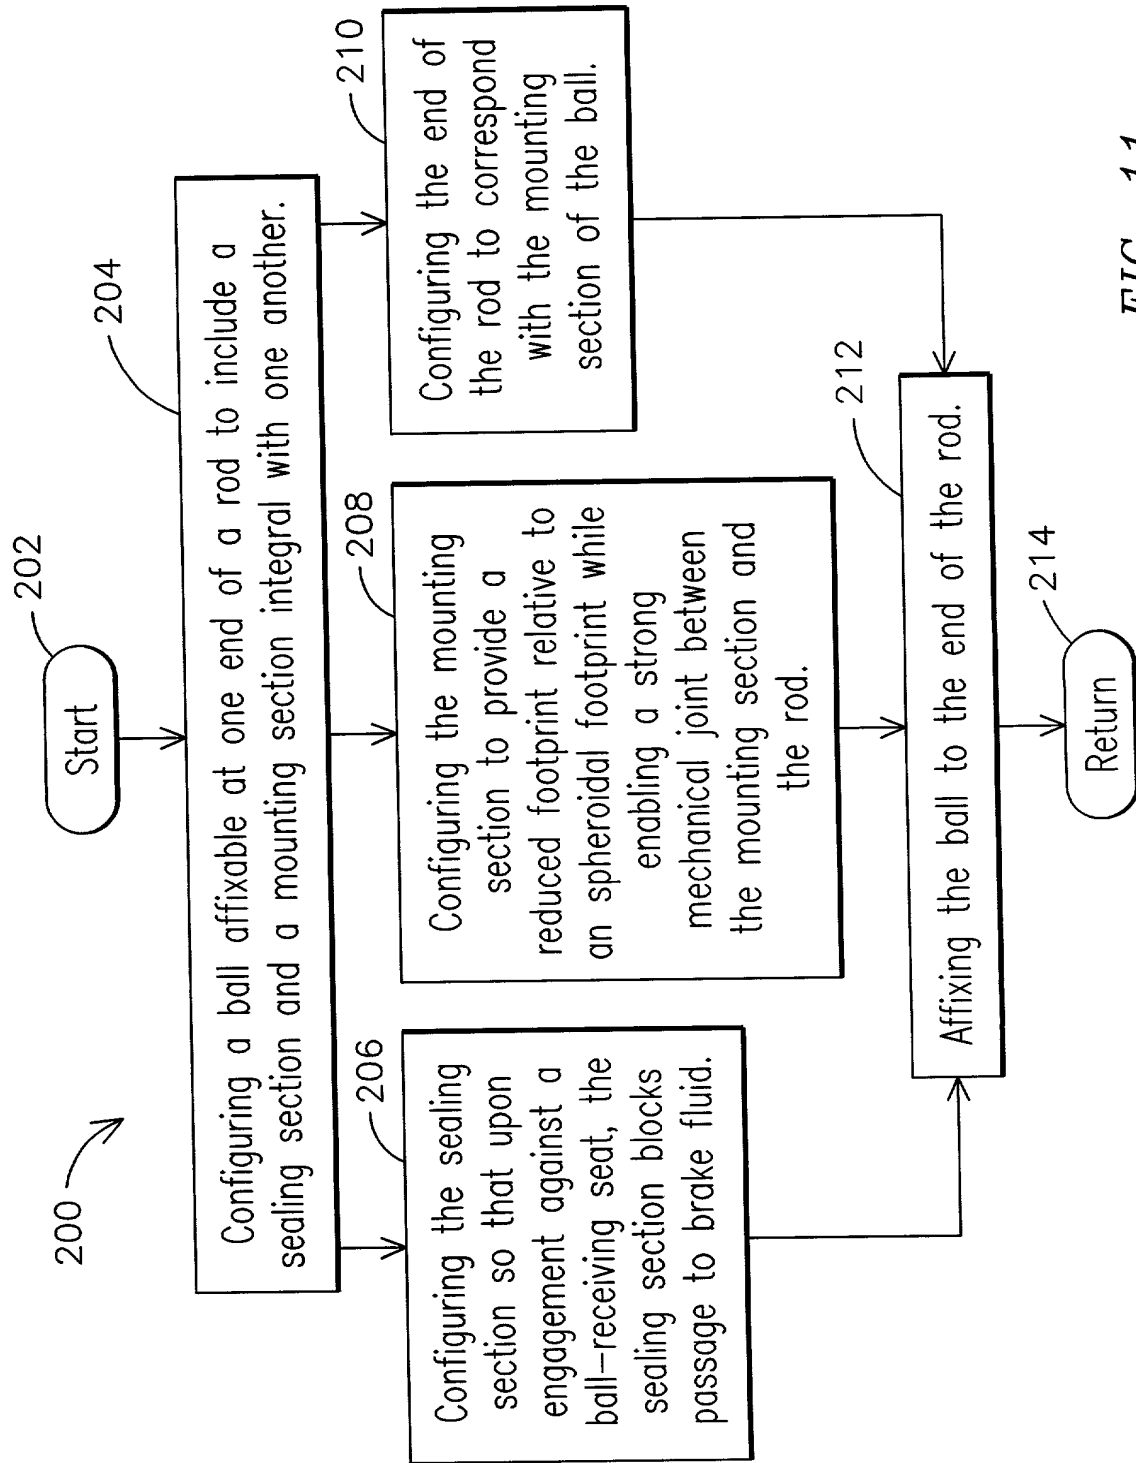 200
202
Start
204
Configuring a ball affixable at one end of a rod to include a
sealing section and a mounting section integral with one another.
206
Configuring the sealing
section so that upon
engagement against a
ball-receiving seat, the
sealing section blocks
passage to brake fluid.
208
Configuring the mounting
section to provide a
reduced footprint relative to
an spheroidal footprint while
enabling a strong
mechanical joint between
the mounting section and
the rod.
210
Configuring the end of
the rod to correspond
with the mounting
section of the ball.
212
Affixing the ball to the end of the rod.
214
Return